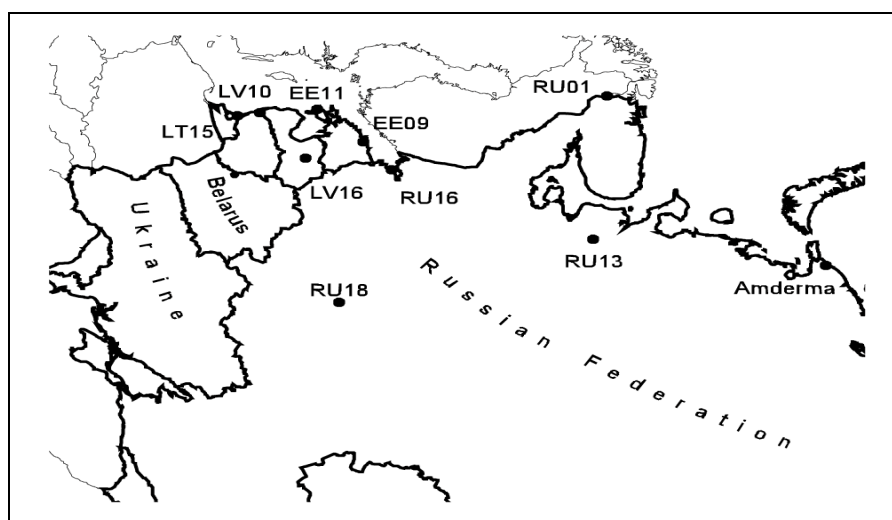 RU01
LV10
EE11
LT15
EE09
Belarus
LV16
RU16
Ukraine
RU13
Amderma
RU18
Russian Federation